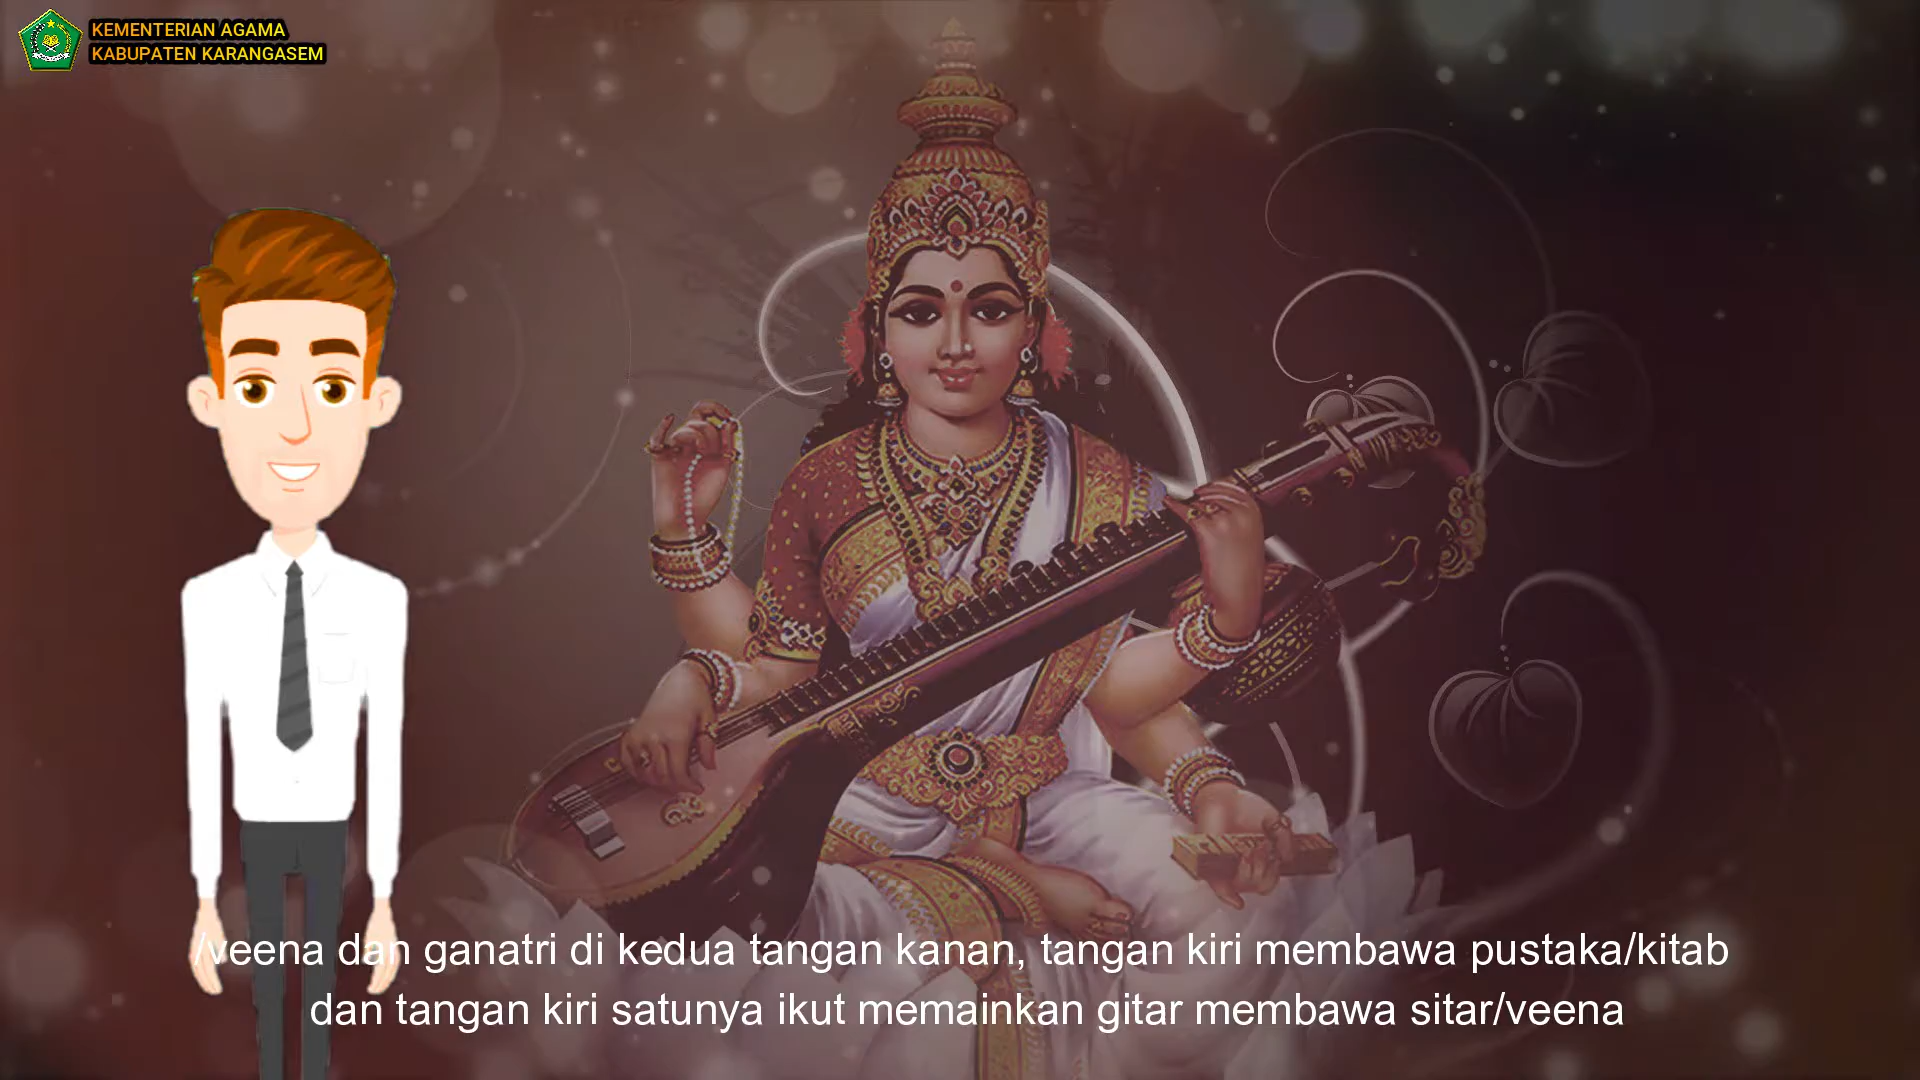 KEMENTERIAN AGAMA
KABUPATEN KARANGASEM
/veena dan ganatri di kedua tangan kanan, tangan kiri membawa pustaka/kitab
dan tangan kiri satunya ikut memainkan gitar membawa sitar/veena